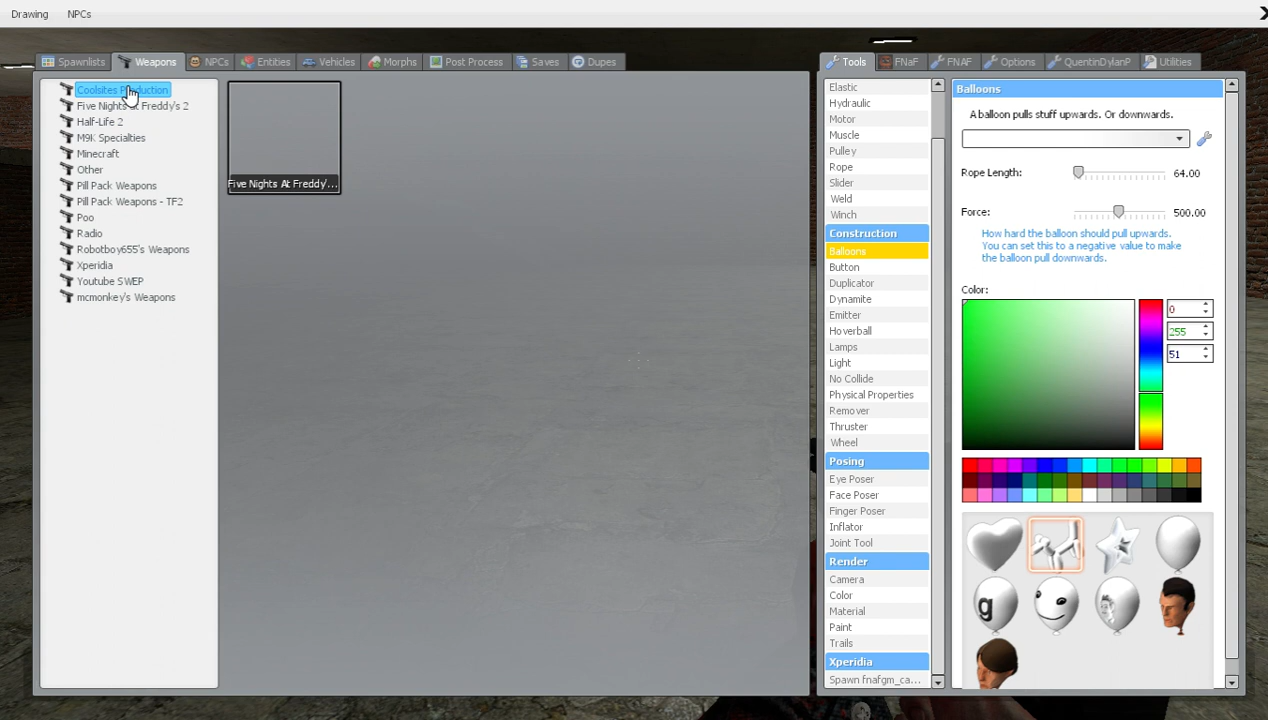 Drawing NPCs
Spawnlists Weapons NPCs Entities Vehicles Morphs Post Process Saves Dupes
Coolsites Production
Five Nights at Freddy's 2
Half-Life 2
M9K Specialties
Minecraft
Other
Pill Pack Weapons
Pill Pack Weapons - TF2
Poo
Radio
Robotboy655's Weapons
Xperidia
Youtube SWEP
mcmonkey's Weapons
Five Nights At Freddy'...
Tools FNaF FNAF Options QuentinDylanP Utilities
Elastic
Hydraulic
Motor
Muscle
Pulley
Rope
Slider
Weld
Winch
Construction
Balloons
Button
Duplicator
Dynamite
Emitter
Hoverball
Lamps
Light
No Collide
Physical Properties
Remover
Thruster
Wheel
Posing
Eye Poser
Face Poser
Finger Poser
Inflator
Joint Tool
Render
Camera
Color
Material
Paint
Trails
Xperidia
Spawn fnafgm_ca...
Balloons
A balloon pulls stuff upwards. Or downwards.
Rope Length: 64.00
Force: 500.00
How hard the balloon should pull upwards.
You can set this to a negative value to make
the balloon pull downwards.
Color:
0
255
51
g